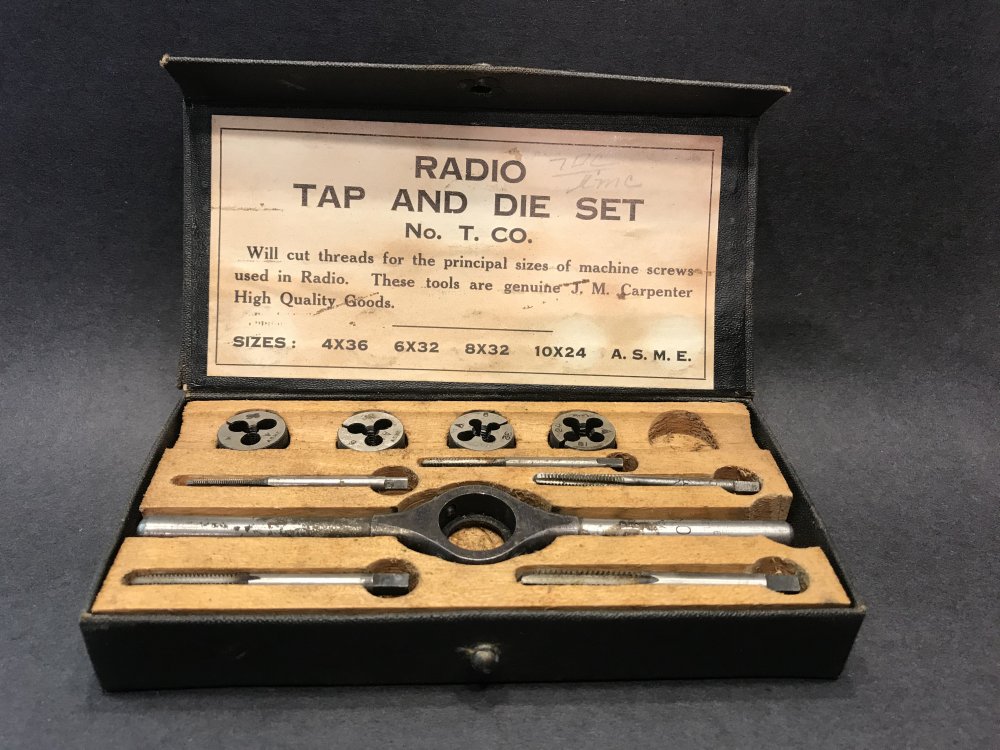 RADIO
TAP AND DIE SET
No. T. CO.
Will cut threads for the principal sizes of machine screws
used in Radio. These tools are genuine J. M. Carpenter
High Quality Goods.
SIZES: 4X36 6X32 8X32 10X24 A. S. M. E.